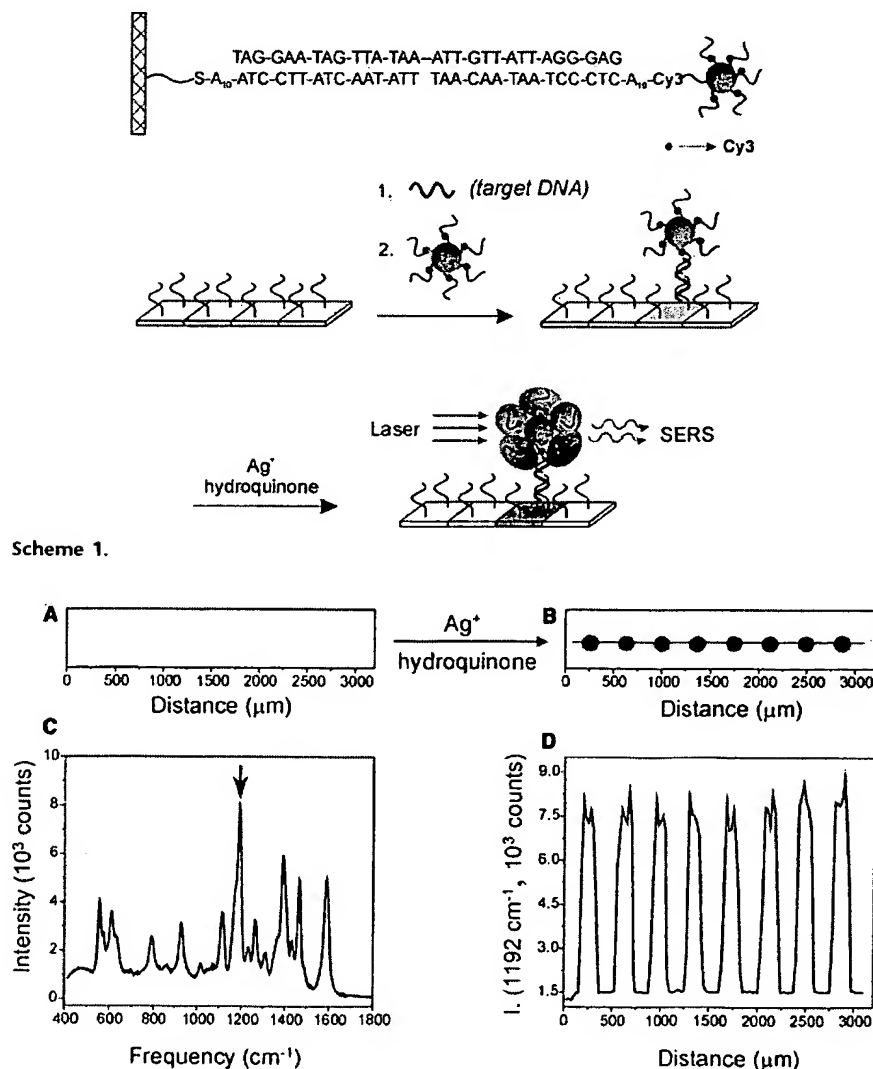 TAG-GAA-TAG-TTA-TAA–ATT-GTT-ATT-AGG-GAG
S-A10-ATC-CTT-ATC-AAT-ATT TAA-CAA-TAA-TCC-CTC-A19-Cy3
Cy3
1. (target DNA)
2.
Laser
SERS
Ag+
hydroquinone
Scheme 1.
A
Ag+
hydroquinone
B
0 500 1000 1500 2000 2500 3000
Distance (μm)
0 500 1000 1500 2000 2500 3000
Distance (μm)
C
10
8
6
4
2
0
Intensity (10³ counts)
400 600 800 1000 1200 1400 1600 1800
Frequency (cm⁻¹)
D
9.0
7.5
6.0
4.5
3.0
1.5
I. (1192 cm⁻¹, 10³ counts)
0 500 1000 1500 2000 2500 3000
Distance (μm)